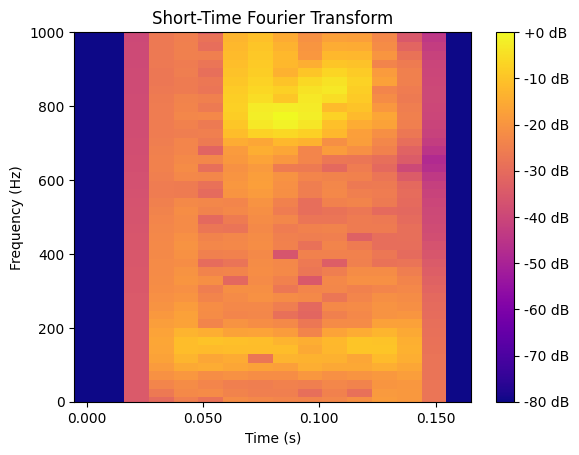 Short-Time Fourier Transform
1000
800
600
400
200
0
Frequency (Hz)
0.000
0.050
0.100
0.150
Time (s)
+0 dB
-10 dB
-20 dB
-30 dB
-40 dB
-50 dB
-60 dB
-70 dB
-80 dB